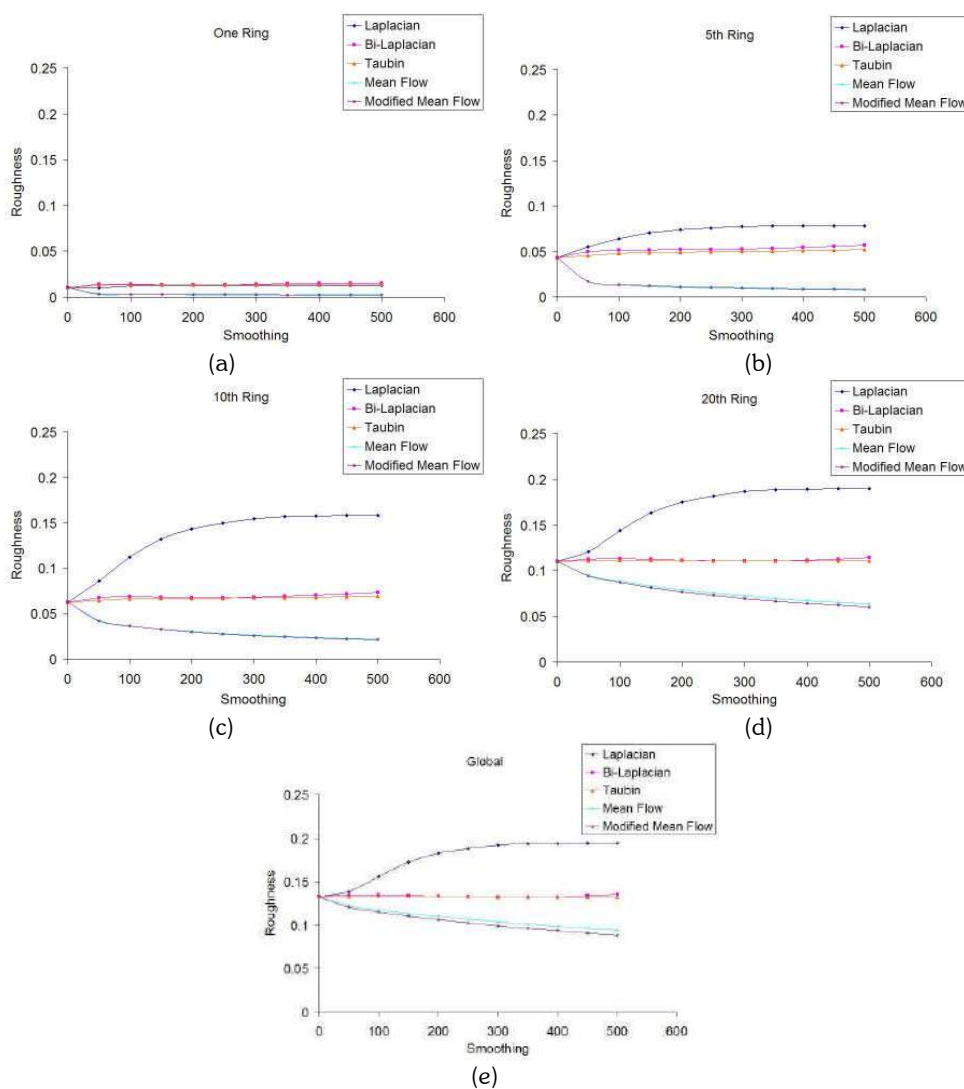 One Ring
Laplacian
Bi-Laplacian
Taubin
Mean Flow
Modified Mean Flow
0.25
0.2
0.15
0.1
0.05
0
Roughness
0 100 200 300 400 500 600
Smoothing
(a)
5th Ring
Laplacian
Bi-Laplacian
Taubin
Mean Flow
Modified Mean Flow
0.25
0.2
0.15
0.1
0.05
0
Roughness
0 100 200 300 400 500 600
Smoothing
(b)
10th Ring
Laplacian
Bi-Laplacian
Taubin
Mean Flow
Modified Mean Flow
0.25
0.2
0.15
0.1
0.05
0
Roughness
0 100 200 300 400 500 600
Smoothing
(c)
20th Ring
Laplacian
Bi-Laplacian
Taubin
Mean Flow
Modified Mean Flow
0.25
0.2
0.15
0.1
0.05
0
Roughness
0 100 200 300 400 500 600
Smoothing
(d)
Global
Laplacian
Bi-Laplacian
Taubin
Mean Flow
Modified Mean Flow
0.25
0.2
0.15
0.1
0.05
0
Roughness
0 100 200 300 400 500 600
Smoothing
(e)